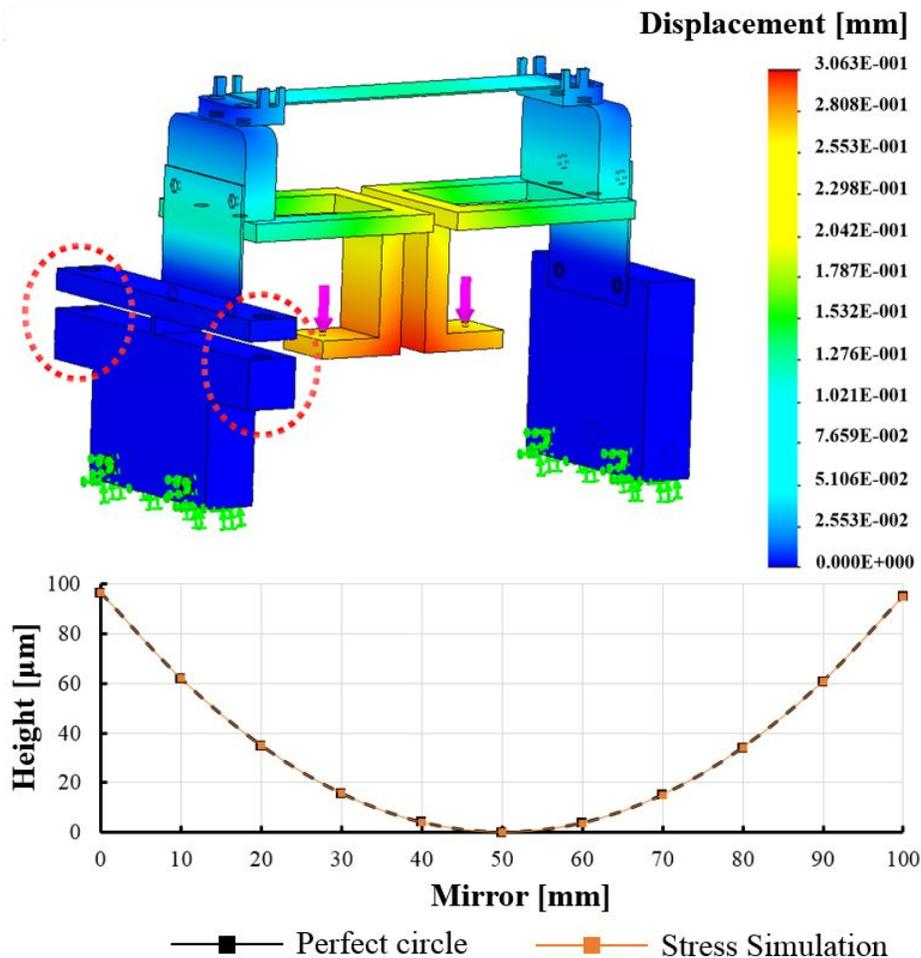 Displacement [mm]
3.063E-001
2.808E-001
2.553E-001
2.298E-001
2.042E-001
1.787E-001
1.532E-001
1.276E-001
1.021E-001
7.659E-002
5.106E-002
2.553E-002
0.000E+000
100
80
60
40
20
0
Height [µm]
0 10 20 30 40 50 60 70 80 90 100
Mirror [mm]
Perfect circle Stress Simulation